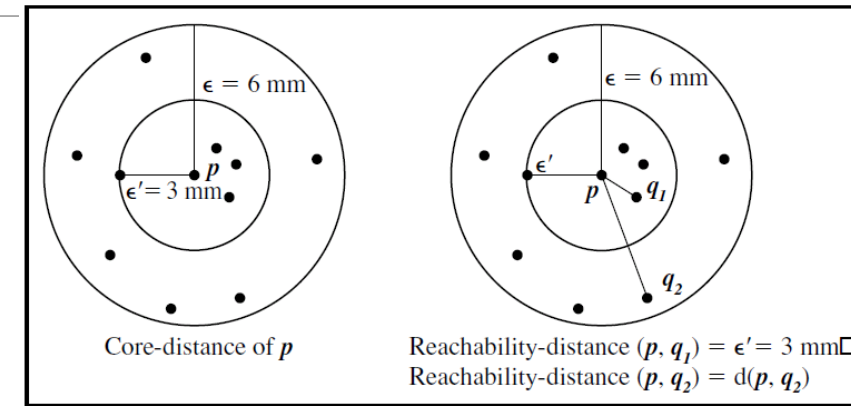 ϵ = 6 mm
p
ϵ′= 3 mm
Core-distance of p
ϵ = 6 mm
ϵ′
p
q₁
q₂
Reachability-distance (p, q₁) = ϵ′= 3 mm
Reachability-distance (p, q₂) = d(p, q₂)